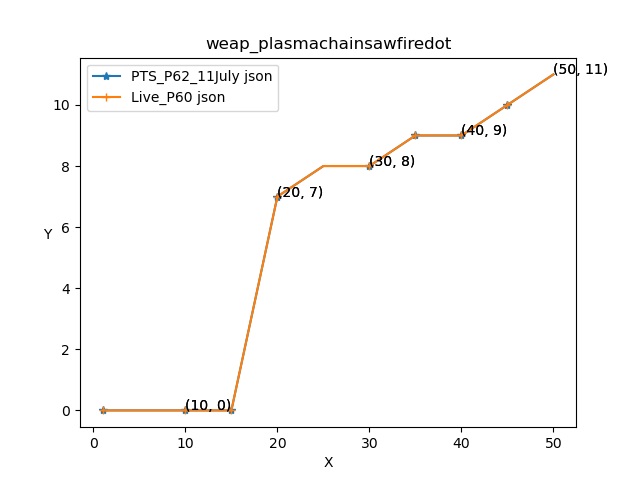 weap_plasmachainsawfiredot
PTS_P62_11July json
Live_P60 json
(50, 11)
(40, 9)
(30, 8)
(20, 7)
(10, 0)
10
8
6
4
2
0
Y
0 10 20 30 40 50
X